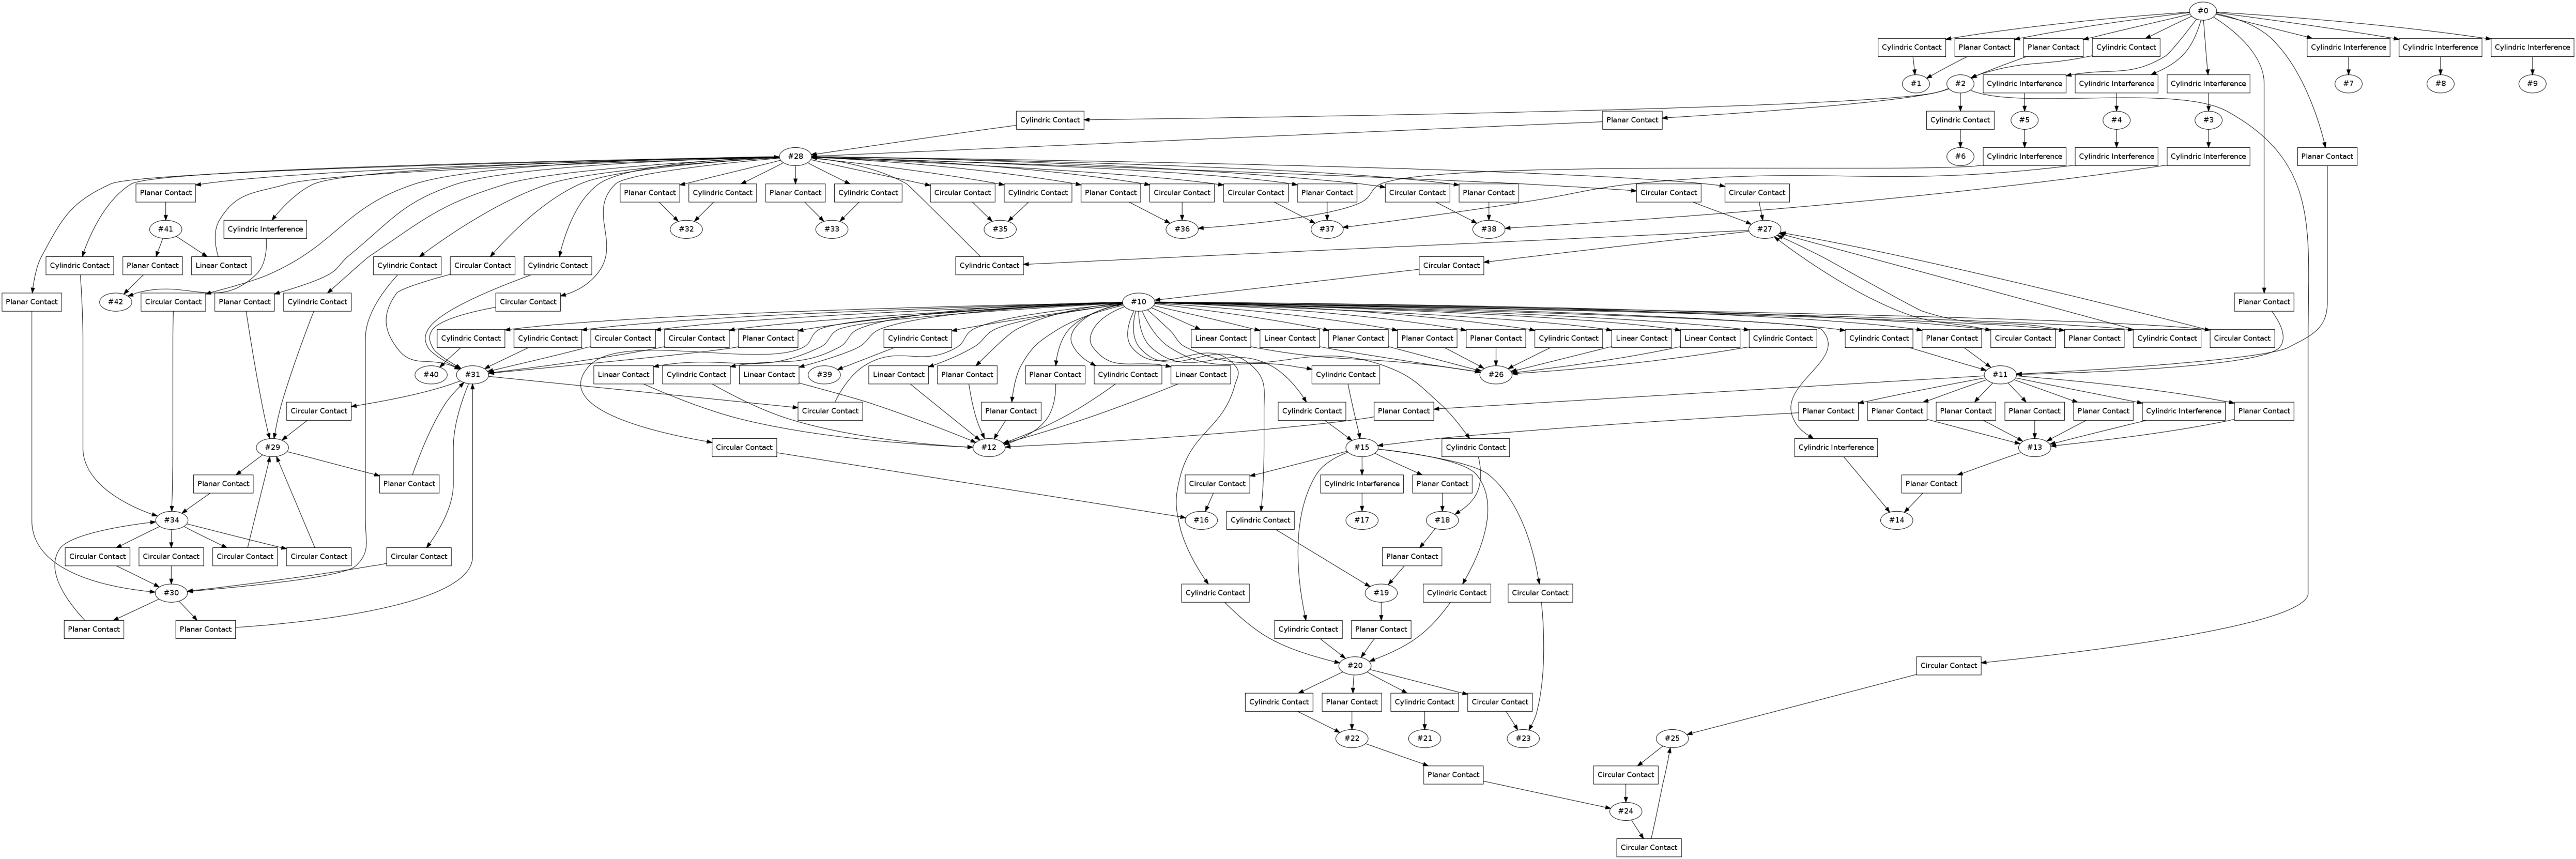 #0
Cylindric Contact
Planar Contact
Planar Contact
Cylindric Contact
Cylindric Interference
Cylindric Interference
Cylindric Interference
#1
#2
Cylindric Interference
Cylindric Interference
Cylindric Interference
#7
#8
#9
Cylindric Contact
Planar Contact
Cylindric Contact
#5
#4
#3
#28
#6
Cylindric Interference
Cylindric Interference
Cylindric Interference
Planar Contact
Planar Contact
Planar Contact
Cylindric Contact
Planar Contact
Cylindric Contact
Circular Contact
Cylindric Contact
Planar Contact
Circular Contact
Circular Contact
Planar Contact
Circular Contact
Planar Contact
Circular Contact
Circular Contact
#41
Cylindric Interference
#32
#33
#35
#36
#37
#38
#27
Cylindric Contact
Planar Contact
Linear Contact
Cylindric Contact
Circular Contact
Cylindric Contact
Cylindric Contact
Circular Contact
Planar Contact
#42
Circular Contact
Planar Contact
Cylindric Contact
Circular Contact
#10
Planar Contact
Cylindric Contact
Cylindric Contact
Circular Contact
Circular Contact
Planar Contact
Cylindric Contact
Linear Contact
Linear Contact
Planar Contact
Planar Contact
Planar Contact
Cylindric Contact
Linear Contact
Linear Contact
Cylindric Contact
Cylindric Contact
Planar Contact
Circular Contact
Planar Contact
Cylindric Contact
Circular Contact
#40
#31
Linear Contact
Cylindric Contact
Linear Contact
#39
Linear Contact
Planar Contact
Planar Contact
Cylindric Contact
Linear Contact
Cylindric Contact
#26
#11
Circular Contact
Circular Contact
Planar Contact
Cylindric Contact
Planar Contact
Planar Contact
Planar Contact
Planar Contact
Planar Contact
Planar Contact
Cylindric Interference
Planar Contact
#29
Circular Contact
#12
#15
Cylindric Contact
Cylindric Interference
#13
Planar Contact
Planar Contact
Circular Contact
Cylindric Interference
Planar Contact
Planar Contact
#34
#16
Cylindric Contact
#17
#18
#14
Circular Contact
Circular Contact
Circular Contact
Circular Contact
Circular Contact
Planar Contact
#30
Cylindric Contact
#19
Cylindric Contact
Circular Contact
Planar Contact
Planar Contact
Cylindric Contact
Planar Contact
#20
Circular Contact
Cylindric Contact
Planar Contact
Cylindric Contact
Circular Contact
#22
#21
#23
#25
Planar Contact
Circular Contact
#24
Circular Contact